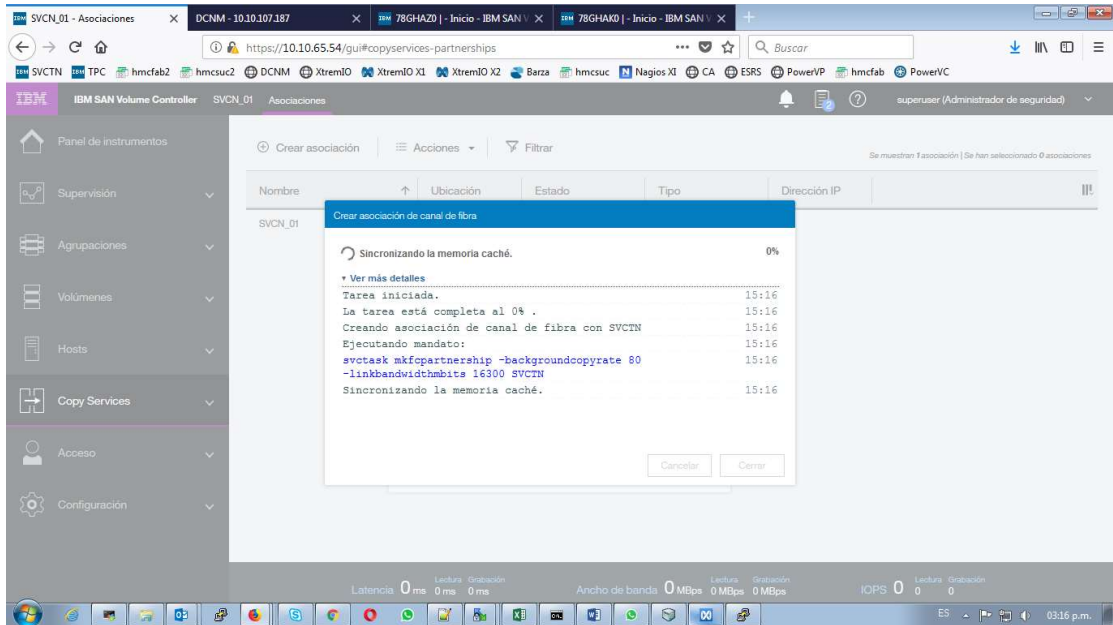 SVCN_01 - Asociaciones
DCNM - 10.10.107.187
IBM 78GHAZ0 | - Inicio - IBM SAN V
IBM 78GHAK0 | - Inicio - IBM SAN V
https://10.10.65.54/gui#copyservices-partnerships
Buscar
SVCTN TPC hmcfab2 hmcsuc2 DCNM XtremIO XtremIO X1 XtremIO X2 Barza hmcsuc Nagios XI CA ESRS PowerVP hmcfab PowerVC
IBM IBM SAN Volume Controller SVCN_01 Asociaciones
2
superuser (Administrador de seguridad)
Panel de instrumentos
Supervisión
Agrupaciones
Volúmenes
Hosts
Copy Services
Acceso
Configuración
Crear asociación Acciones Filtrar
Se muestran 1 asociación | Se han seleccionado 0 asociaciones
Nombre Ubicación Estado Tipo Dirección IP
SVCN_01
Crear asociación de canal de fibra
Sincronizando la memoria caché. 0%
Ver más detalles
Tarea iniciada. 15:16
La tarea está completa al 0% . 15:16
Creando asociación de canal de fibra con SVCTN 15:16
Ejecutando mandato: 15:16
svctask mkfcpartnership -backgroundcopyrate 80 15:16
-linkbandwidthmbits 16300 SVCTN
Sincronizando la memoria caché. 15:16
Cancelar Cerrar
Latencia 0 ms Lectura 0 ms Grabación 0 ms
Ancho de banda 0 MBps Lectura 0 MBps Grabación 0 MBps
IOPS 0 Lectura 0 Grabación 0
ES 03:16 p.m.